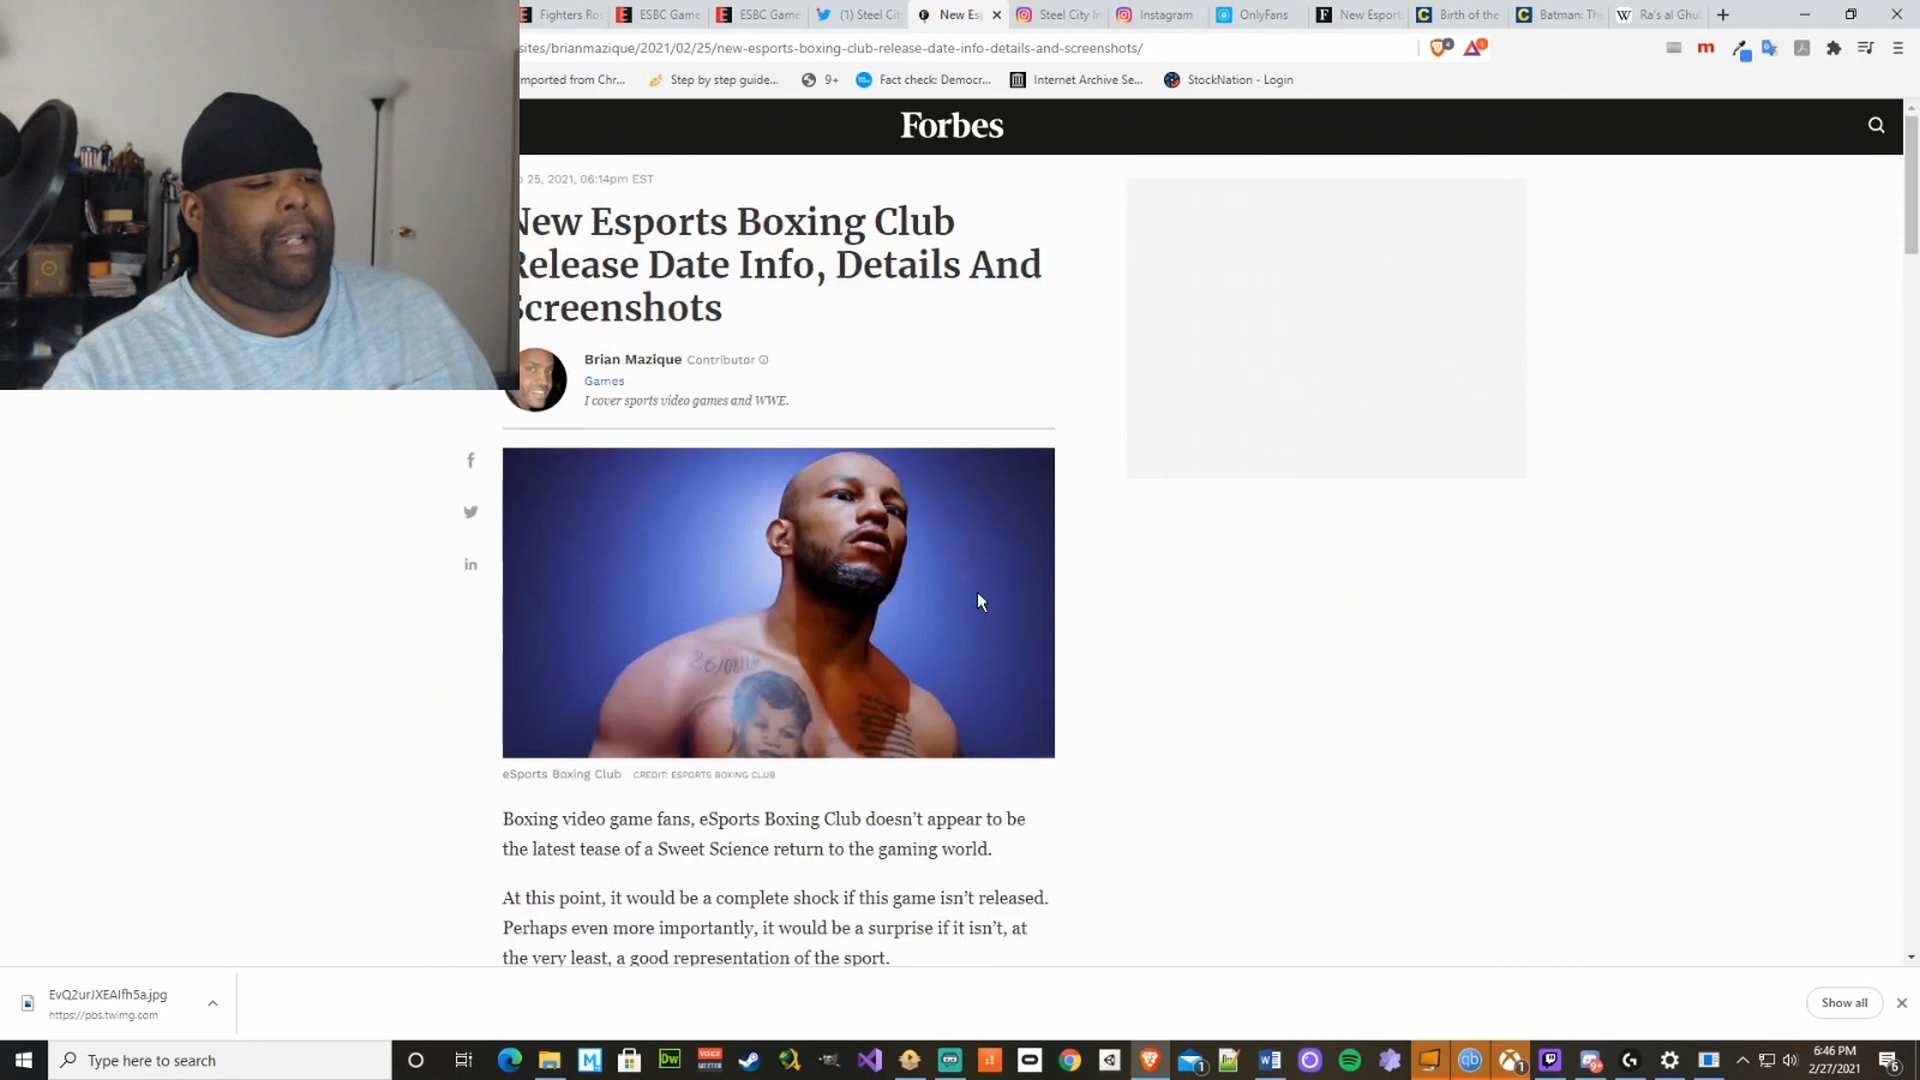 Fighters Ros
ESBC Game
ESBC Game
(1) Steel Cit
New Esp
Steel City In
Instagram
OnlyFans
New Esport
Birth of the
Batman: The
Ra's al Ghul
sites/brianmazique/2021/02/25/new-esports-boxing-club-release-date-info-details-and-screenshots/
mported from Chr...
Step by step guide...
9+
Fact check: Democr...
Internet Archive Se...
StockNation - Login
Forbes
25, 2021, 06:14pm EST
New Esports Boxing Club
Release Date Info, Details And
Screenshots
Brian Mazique Contributor
Games
I cover sports video games and WWE.
eSports Boxing Club CREDIT: ESPORTS BOXING CLUB
Boxing video game fans, eSports Boxing Club doesn't appear to be
the latest tease of a Sweet Science return to the gaming world.
At this point, it would be a complete shock if this game isn't released.
Perhaps even more importantly, it would be a surprise if it isn't, at
the very least, a good representation of the sport.
EvQ2urJXEAIfh5a.jpg
https://pbs.twimg.com
Show all
Type here to search
6:46 PM
2/27/2021